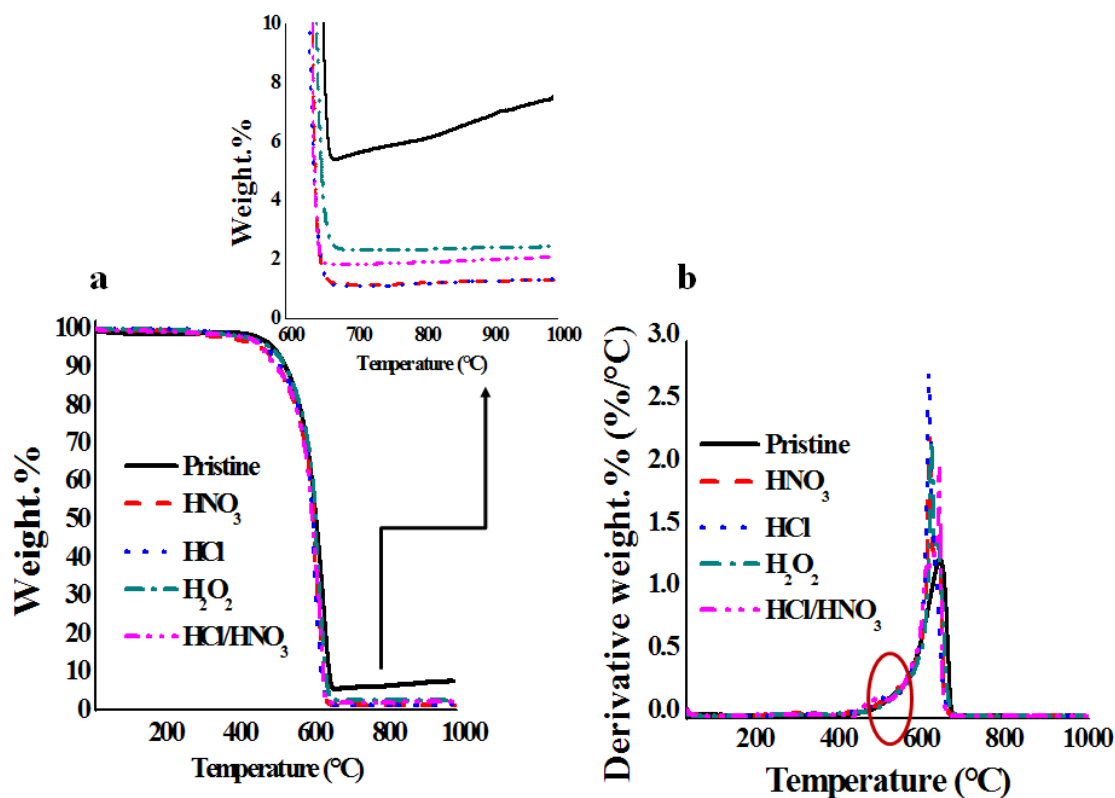 10
8
6
4
2
0
Weight.%
600 700 800 900 1000
Temperature (°C)
a
100
90
80
70
60
50
40
30
20
10
0
Weight.%
Pristine
HNO₃
HCl
H₂O₂
HCl/HNO₃
200 400 600 800 1000
Temperature (°C)
b
3.0
2.5
2.0
1.5
1.0
0.5
0.0
Derivative weight.% (%/°C)
Pristine
HNO₃
HCl
H₂O₂
HCl/HNO₃
200 400 600 800 1000
Temperature (°C)